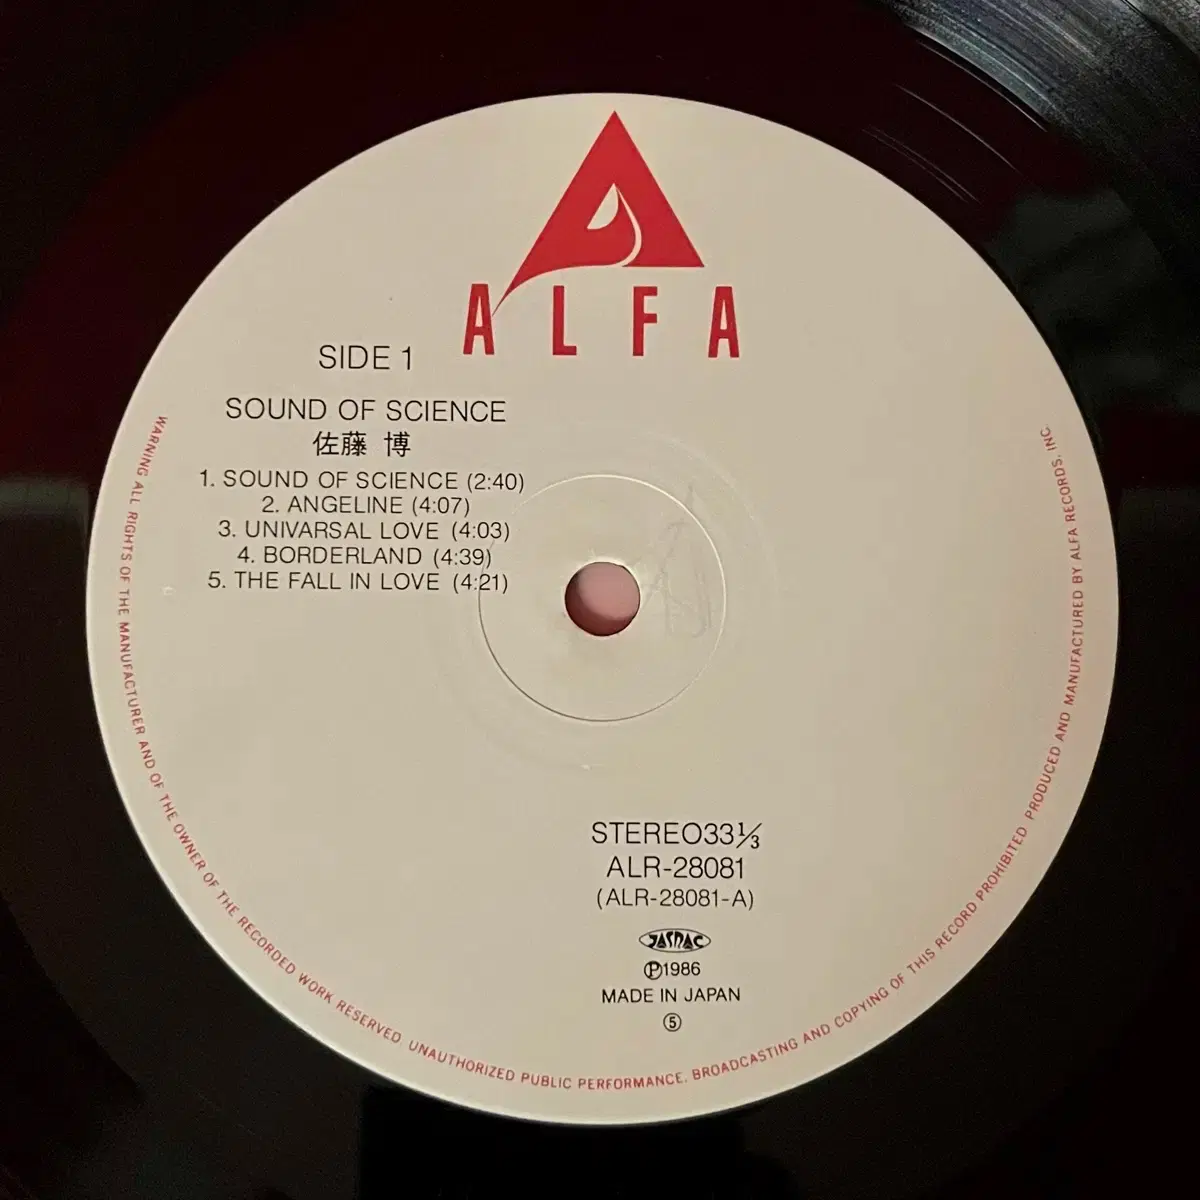 ALFA
SIDE 1
SOUND OF SCIENCE
佐藤 博
1. SOUND OF SCIENCE (2:40)
2. ANGELINE (4:07)
3. UNIVARSAL LOVE (4:03)
4. BORDERLAND (4:39)
5. THE FALL IN LOVE (4:21)
STEREO33⅓
ALR-28081
(ALR-28081-A)
JASRAC
Ⓟ1986
MADE IN JAPAN
⑤
WARNING ALL RIGHTS OF THE MANUFACTURER AND OF THE OWNER OF THE RECORDED WORK RESERVED. UNAUTHORIZED PUBLIC PERFORMANCE. BROADCASTING AND COPYING OF THIS RECORD PROHIBITED PRODUCED AND MANUFACTURED BY ALFA RECORDS, INC.